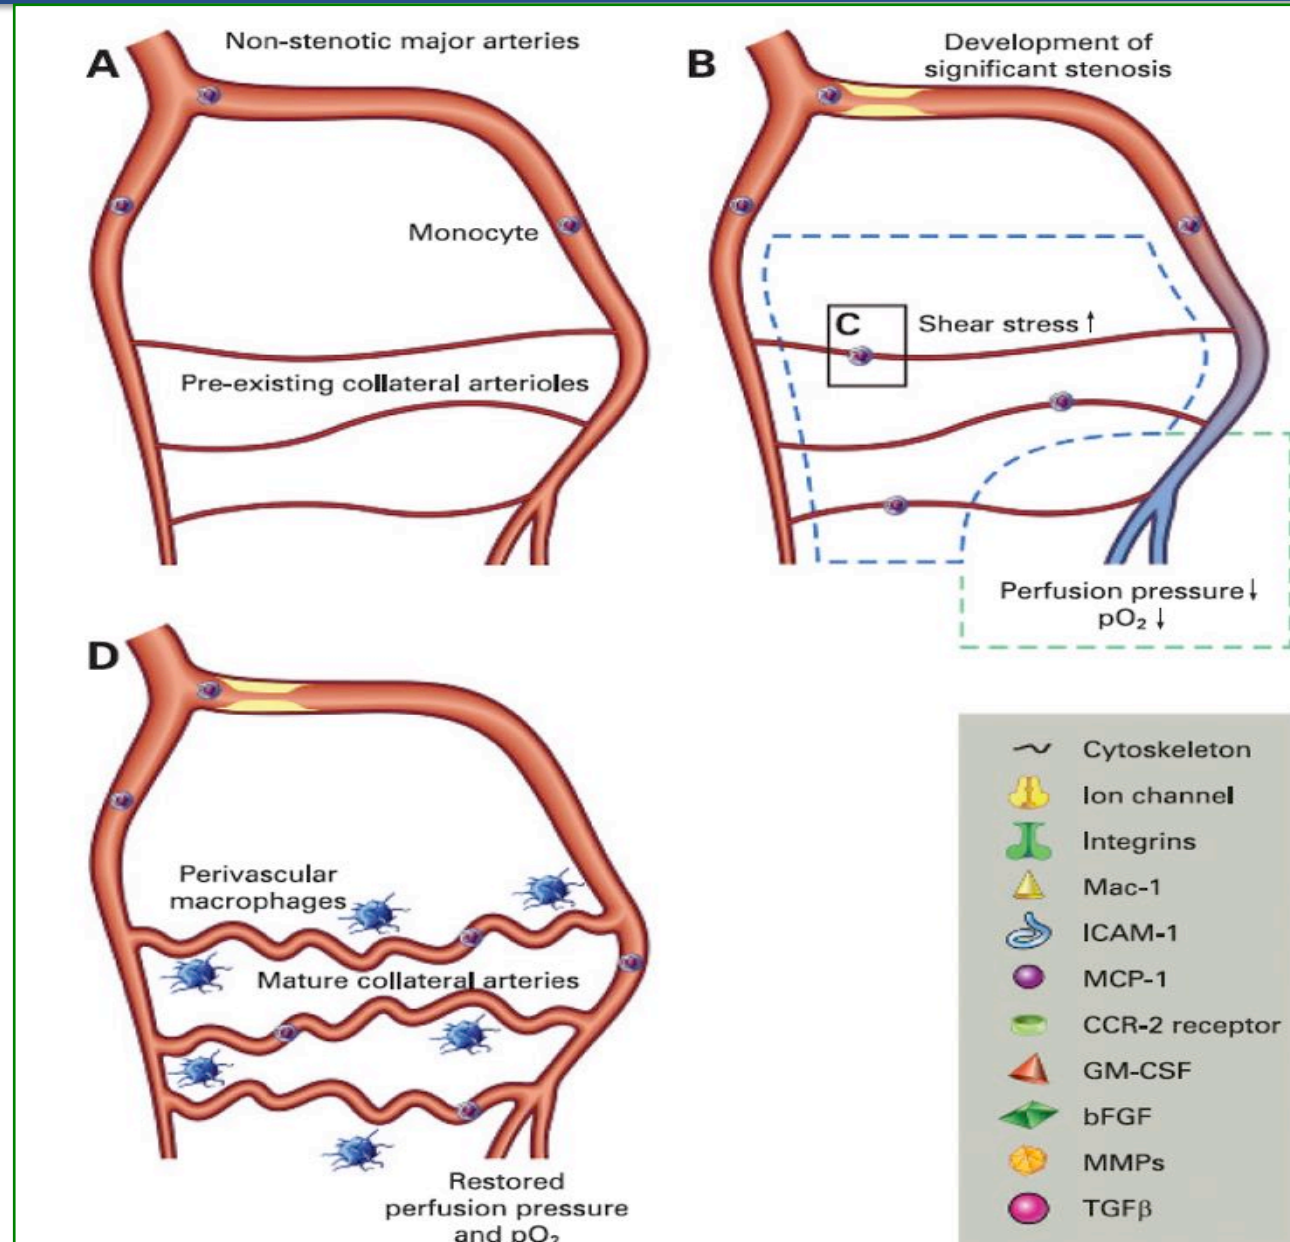 A
Non-stenotic major arteries
Monocyte
Pre-existing collateral arterioles
B
Development of
significant stenosis
C
Shear stress ↑
Perfusion pressure ↓
pO₂ ↓
D
Perivascular
macrophages
Mature collateral arteries
Restored
perfusion pressure
and pO₂
Cytoskeleton
Ion channel
Integrins
Mac-1
ICAM-1
MCP-1
CCR-2 receptor
GM-CSF
bFGF
MMPs
TGFβ